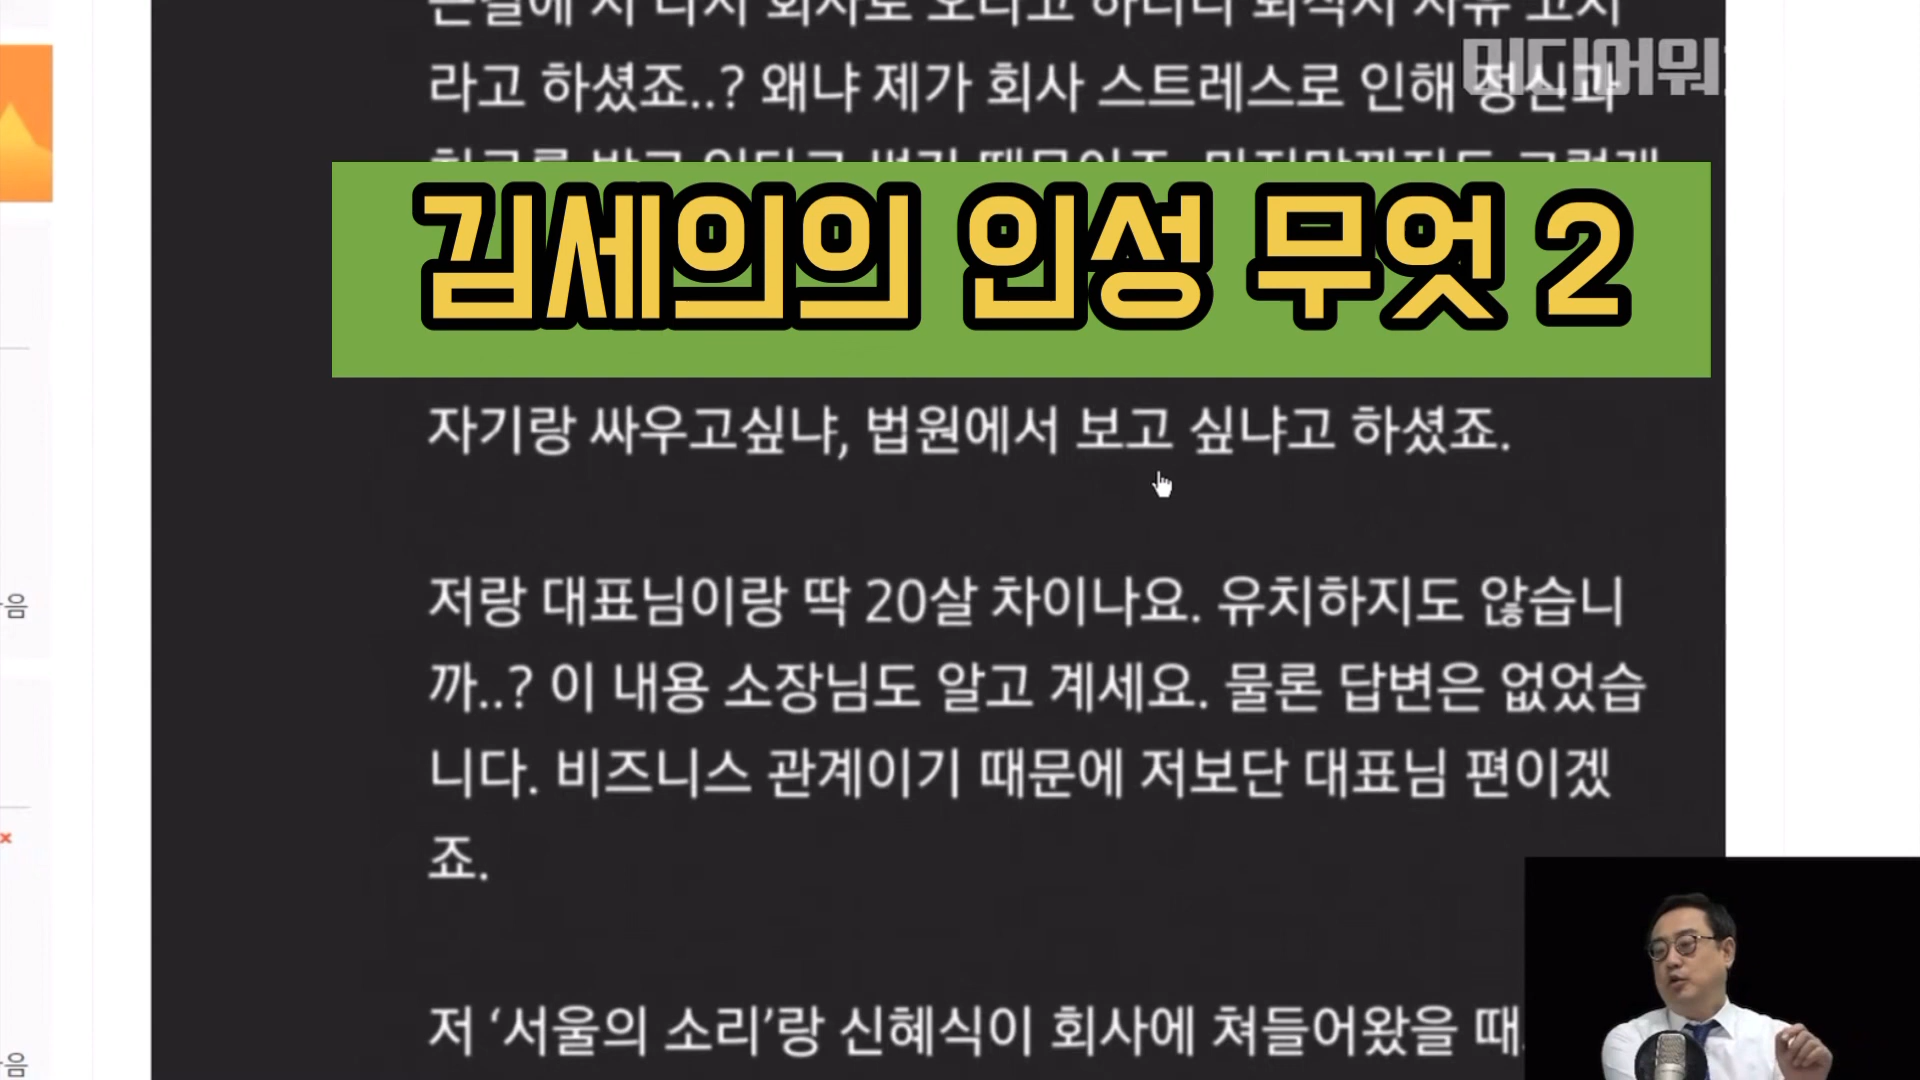 라고 하셨죠..? 왜냐 제가 회사 스트레스로 인해 정신과
미디어워
김세의의 인성 무엇 2
자기랑 싸우고싶냐, 법원에서 보고 싶냐고 하셨죠.
저랑 대표님이랑 딱 20살 차이나요. 유치하지도 않습니
까..? 이 내용 소장님도 알고 계세요. 물론 답변은 없었습
니다. 비즈니스 관계이기 때문에 저보단 대표님 편이겠
죠.
저 ‘서울의 소리’랑 신혜식이 회사에 쳐들어왔을 때
음
음